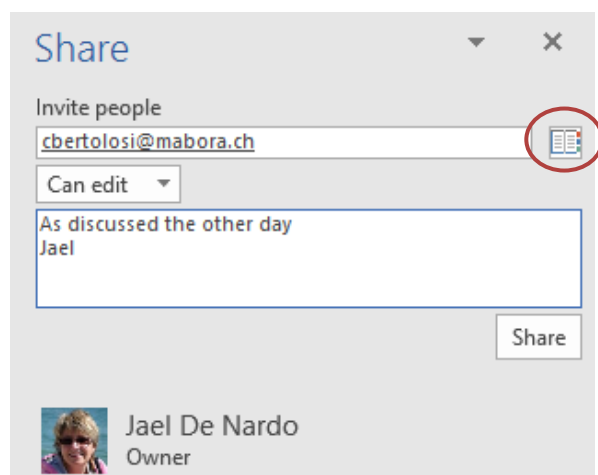 Share
Invite people
cbertolosi@mabora.ch
Can edit
As discussed the other day
Jael
Share
Jael De Nardo
Owner